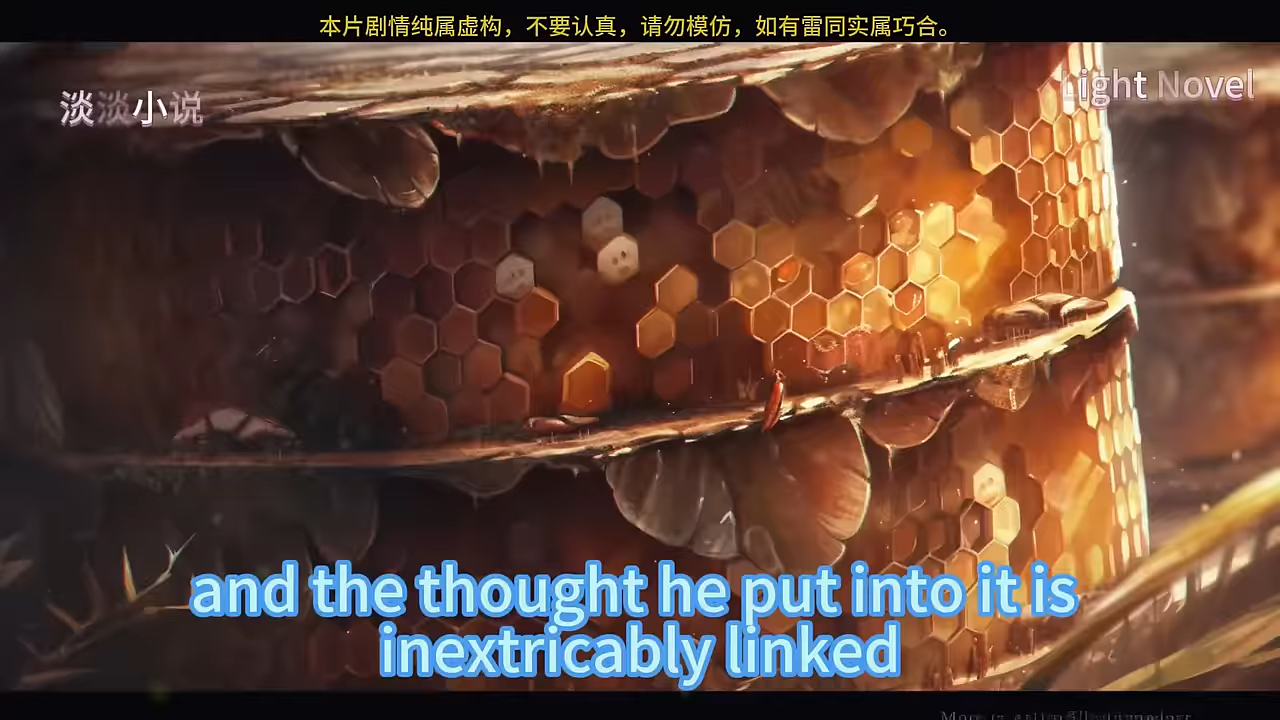 本片剧情纯属虚构，不要认真，请勿模仿，如有雷同实属巧合。
淡淡小说
Light Novel
and the thought he put into it is
inextricably linked